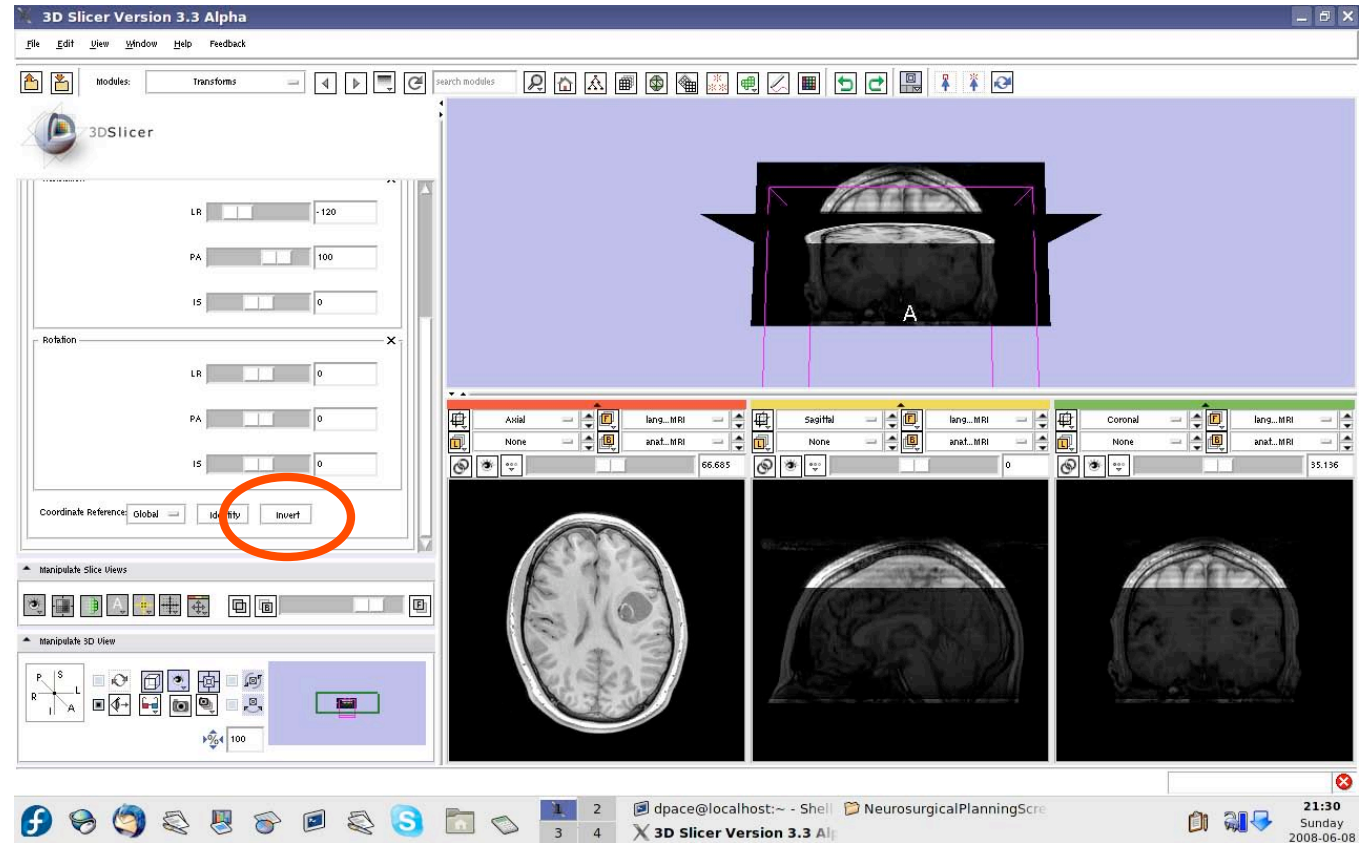 3D Slicer Version 3.3 Alpha
File Edit View Window Help Feedback
Modules: Transforms search modules
3DSlicer
LR -120
PA 100
IS 0
Rotation
LR 0
PA 0
IS 0
Coordinate Reference: Global Identity Invert
Manipulate Slice Views
Manipulate 3D View
P S
R L
I A
100
A
Axial lang...MRI
None anat...MRI
66.685
Sagittal lang...MRI
None anat...MRI
0
Coronal lang...MRI
None anat...MRI
35.136
1 2
3 4
dpace@localhost:~ - Shell
NeurosurgicalPlanningScre
3D Slicer Version 3.3 Al
21:30
Sunday
2008-06-08